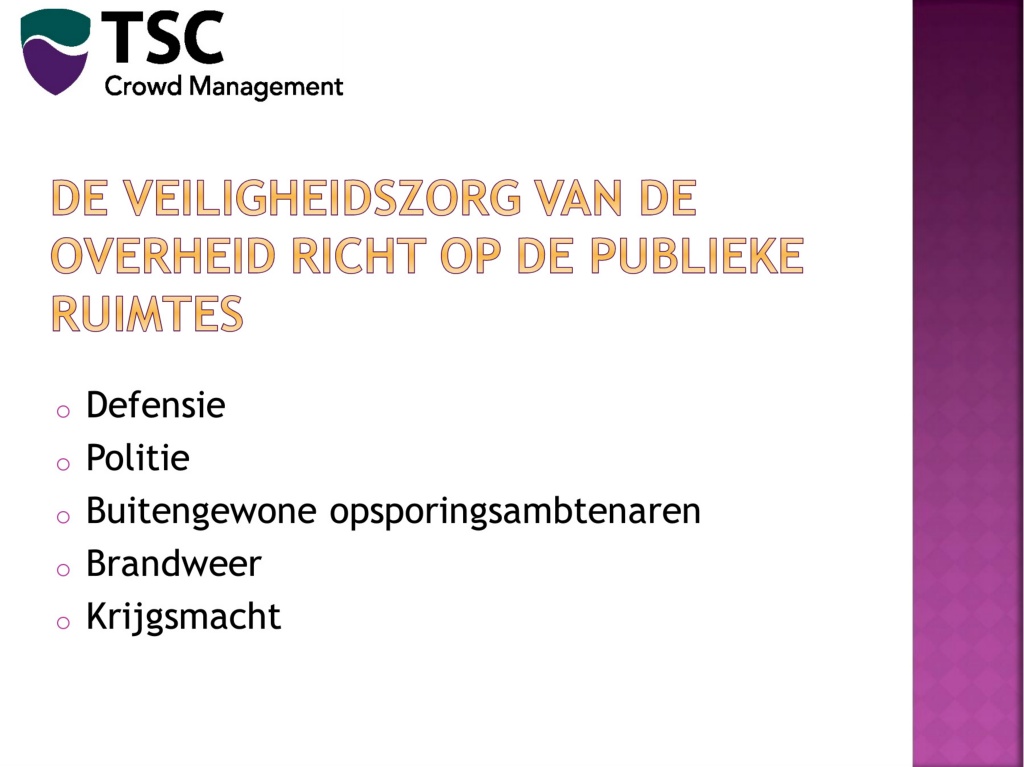 TSC
Crowd Management
DE VEILIGHEIDSZORG VAN DE
OVERHEID RICHT OP DE PUBLIEKE
RUIMTES
o Defensie
o Politie
o Buitengewone opsporingsambtenaren
o Brandweer
o Krijgsmacht